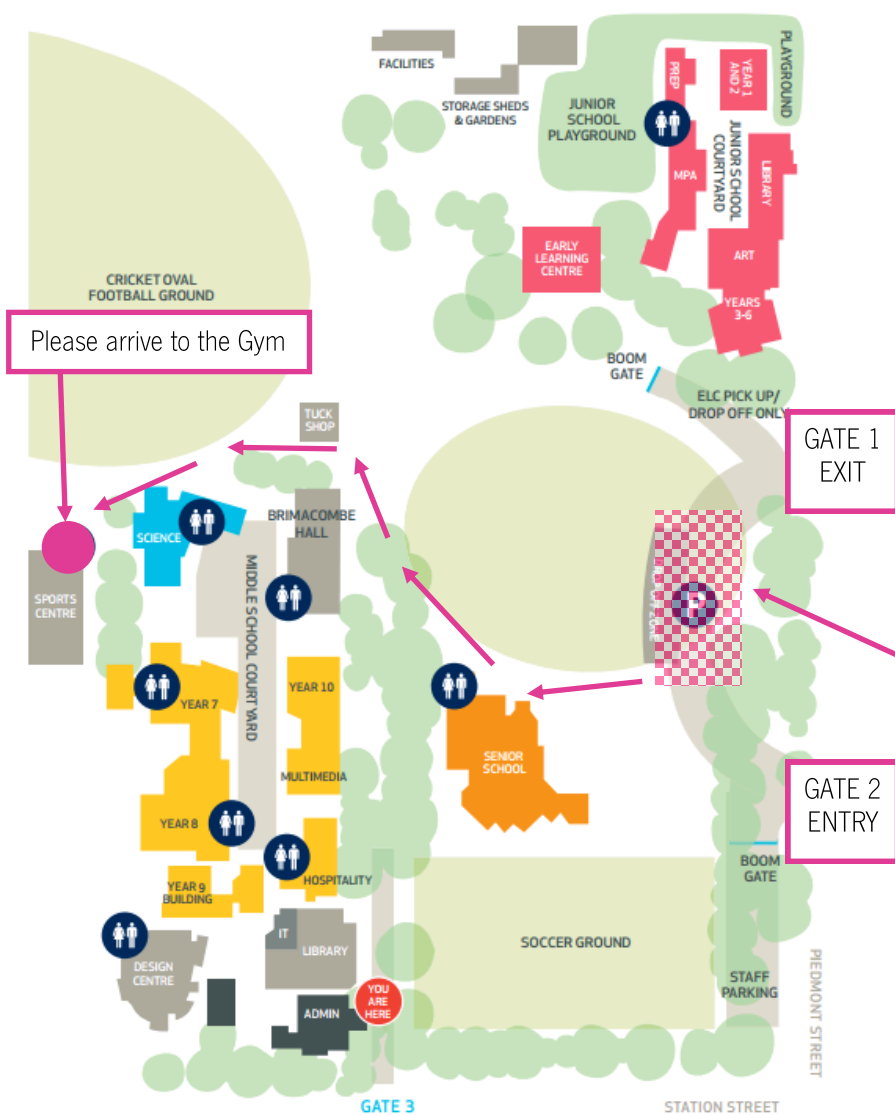 FACILITIES
STORAGE SHEDS
& GARDENS
JUNIOR
SCHOOL
PLAYGROUND
PREP
YEAR 1
AND 2
PLAYGROUND
JUNIOR SCHOOL
COURTYARD
MPA
LIBRARY
EARLY
LEARNING
CENTRE
ART
YEARS
3-6
CRICKET OVAL
FOOTBALL GROUND
Please arrive to the Gym
BOOM
GATE
ELC PICK UP/
DROP OFF ONLY
TUCK
SHOP
GATE 1
EXIT
SCIENCE
BRIMACOMBE
HALL
MIDDLE SCHOOL COURTYARD
SPORTS
CENTRE
P
YEAR 7
YEAR 10
SENIOR
SCHOOL
MULTIMEDIA
GATE 2
ENTRY
YEAR 8
BOOM
GATE
YEAR 9
BUILDING
HOSPITALITY
IT
LIBRARY
SOCCER GROUND
DESIGN
CENTRE
STAFF
PARKING
PIEDMONT STREET
ADMIN
YOU
ARE
HERE
GATE 3
STATION STREET